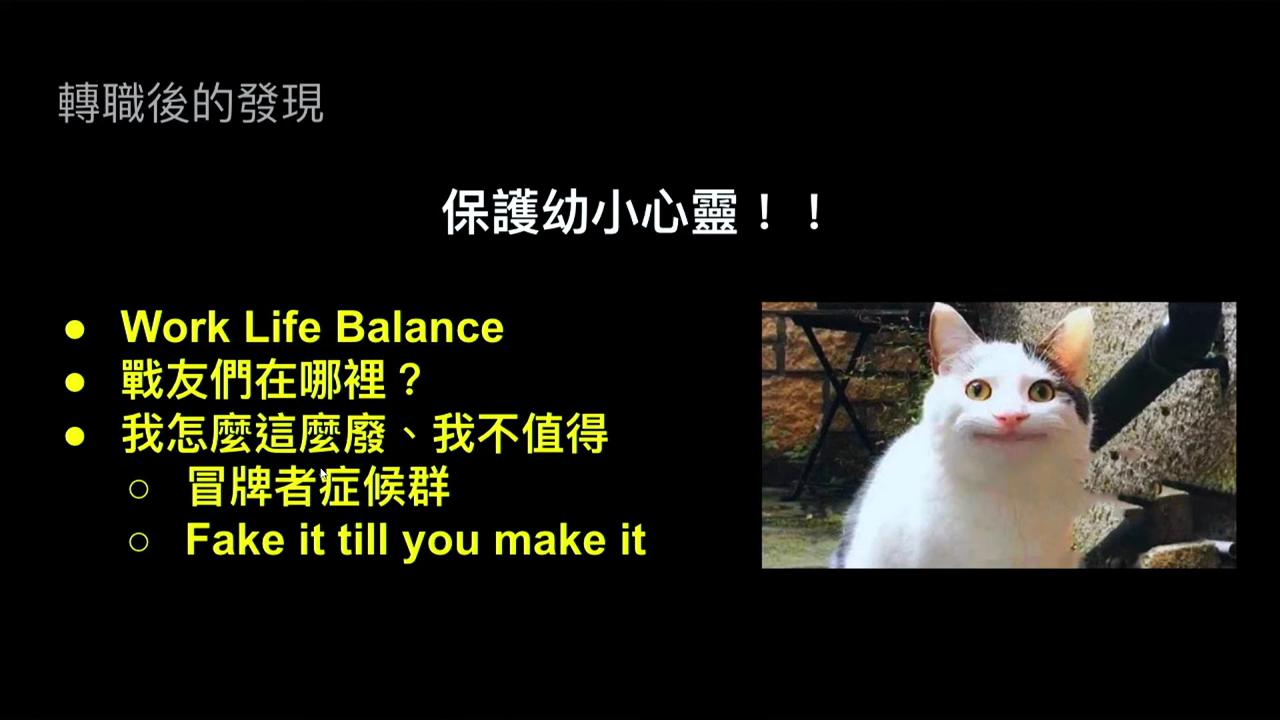 轉職後的發現
保護幼小心靈！！
● Work Life Balance
● 戰友們在哪裡？
● 我怎麼這麼廢、我不值得
○ 冒牌者症候群
○ Fake it till you make it